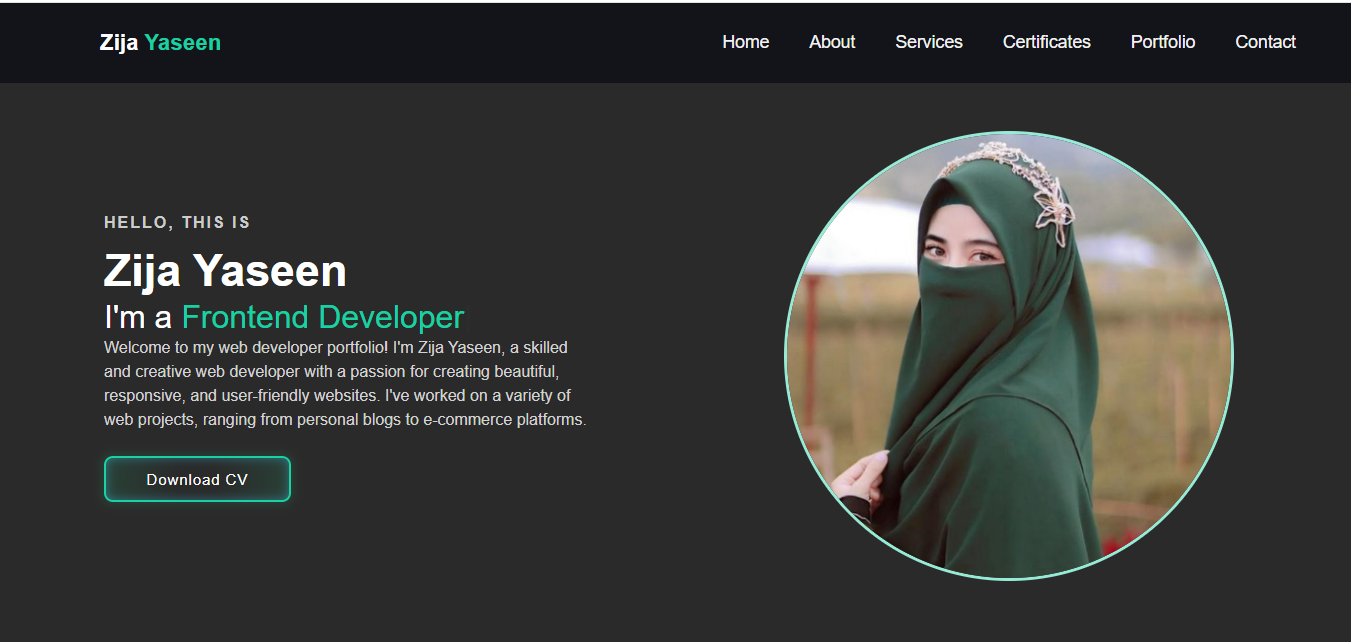 Zija Yaseen
Home About Services Certificates Portfolio Contact
HELLO, THIS IS
Zija Yaseen
I'm a Frontend Developer
Welcome to my web developer portfolio! I'm Zija Yaseen, a skilled
and creative web developer with a passion for creating beautiful,
responsive, and user-friendly websites. I've worked on a variety of
web projects, ranging from personal blogs to e-commerce platforms.
Download CV